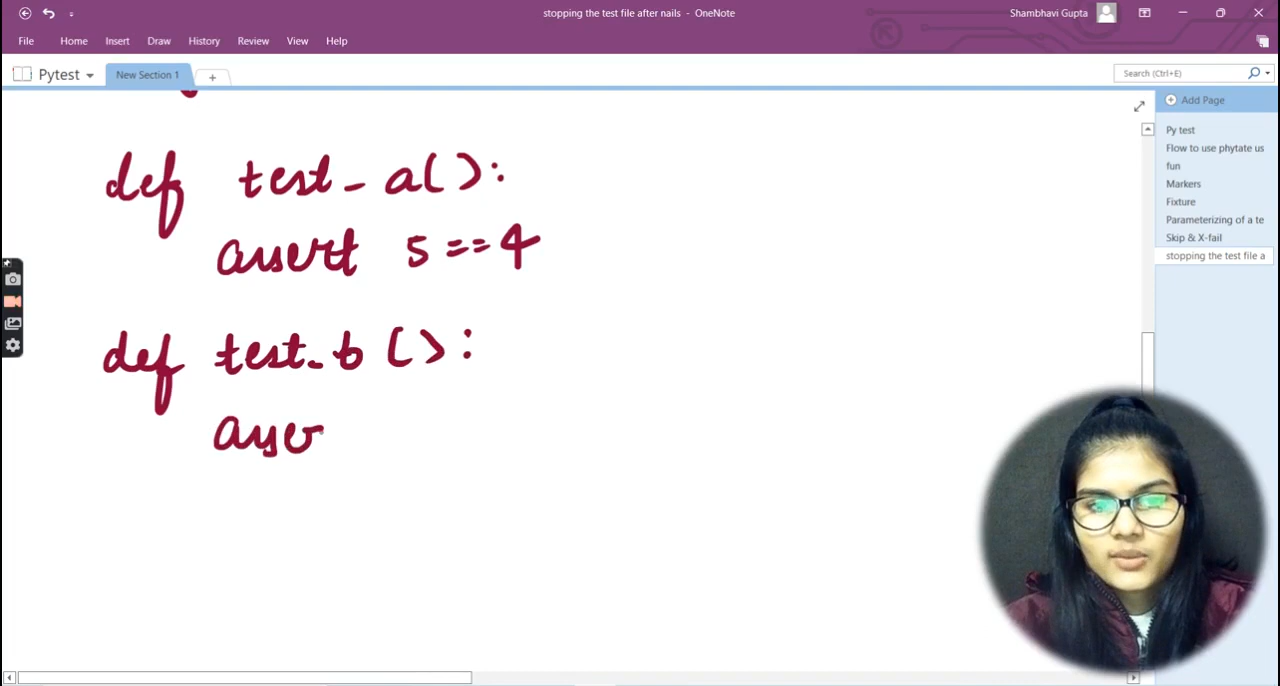 stopping the test file after nails - OneNote
Shambhavi Gupta
File Home Insert Draw History Review View Help
Pytest
New Section 1
+
Search (Ctrl+E)
Add Page
Py test
Flow to use phytate us
fun
Markers
Fixture
Parameterizing of a te
Skip & X-fail
stopping the test file a
def test_a():
assert 5 == 4
def test_b():
asser